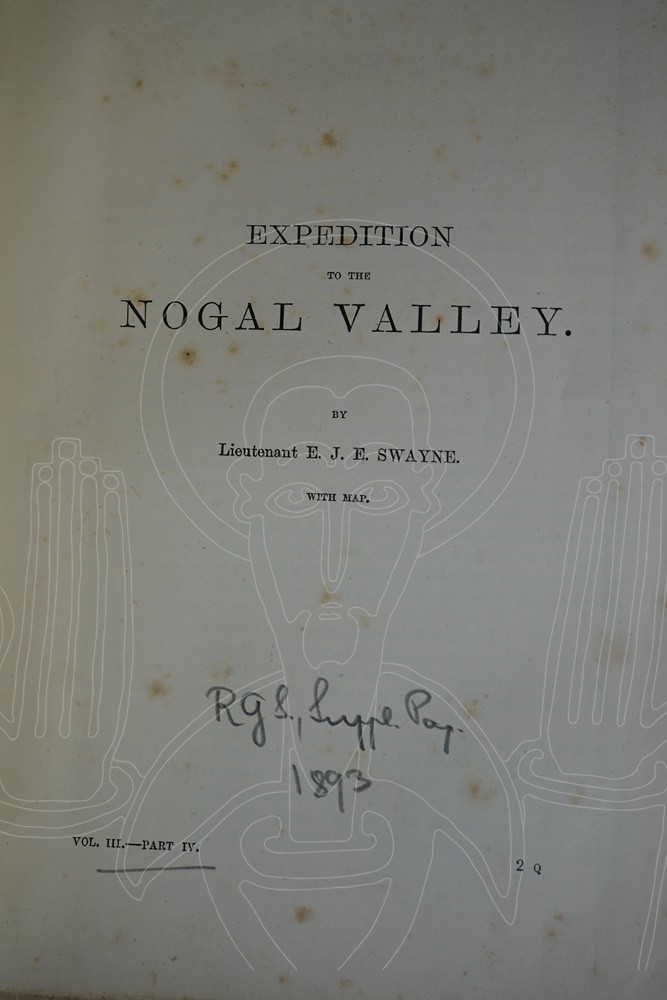 EXPEDITION
TO THE
NOGAL VALLEY.
BY
Lieutenant E. J. E. SWAYNE.
WITH MAP.
RGS., Suppl. Pap.
1893
VOL. III.—PART IV.
2 Q